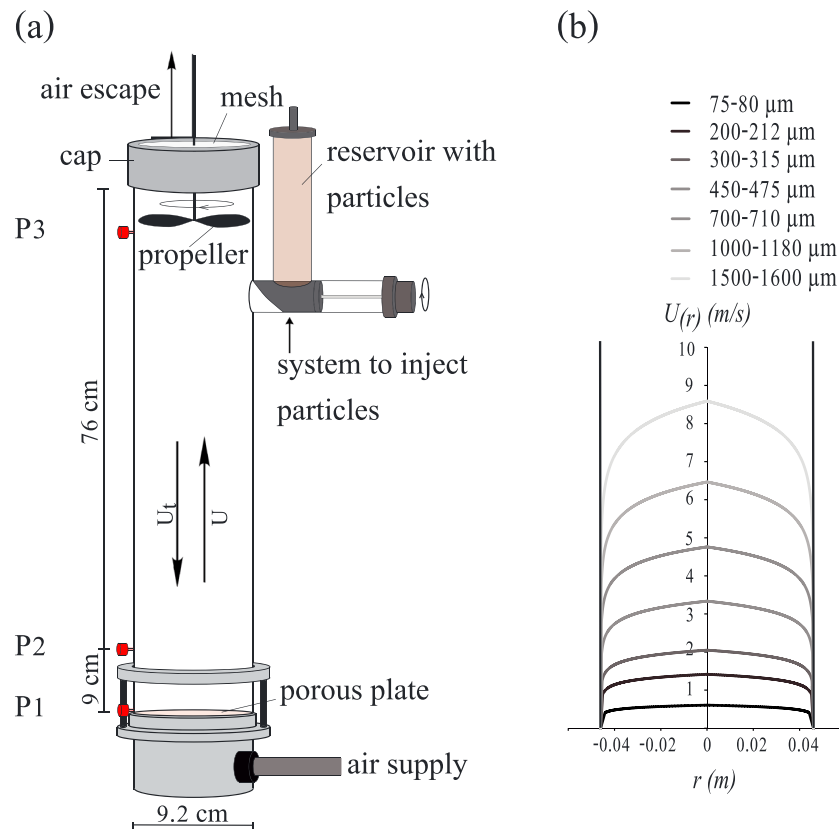 (a)
air escape
mesh
cap
reservoir with
particles
P3
propeller
system to inject
particles
76 cm
Ut
U
P2
9 cm
P1
porous plate
air supply
9.2 cm
(b)
75-80 µm
200-212 µm
300-315 µm
450-475 µm
700-710 µm
1000-1180 µm
1500-1600 µm
U(r) (m/s)
10
9
8
7
6
5
4
3
2
1
-0.04 -0.02 0 0.02 0.04
r (m)